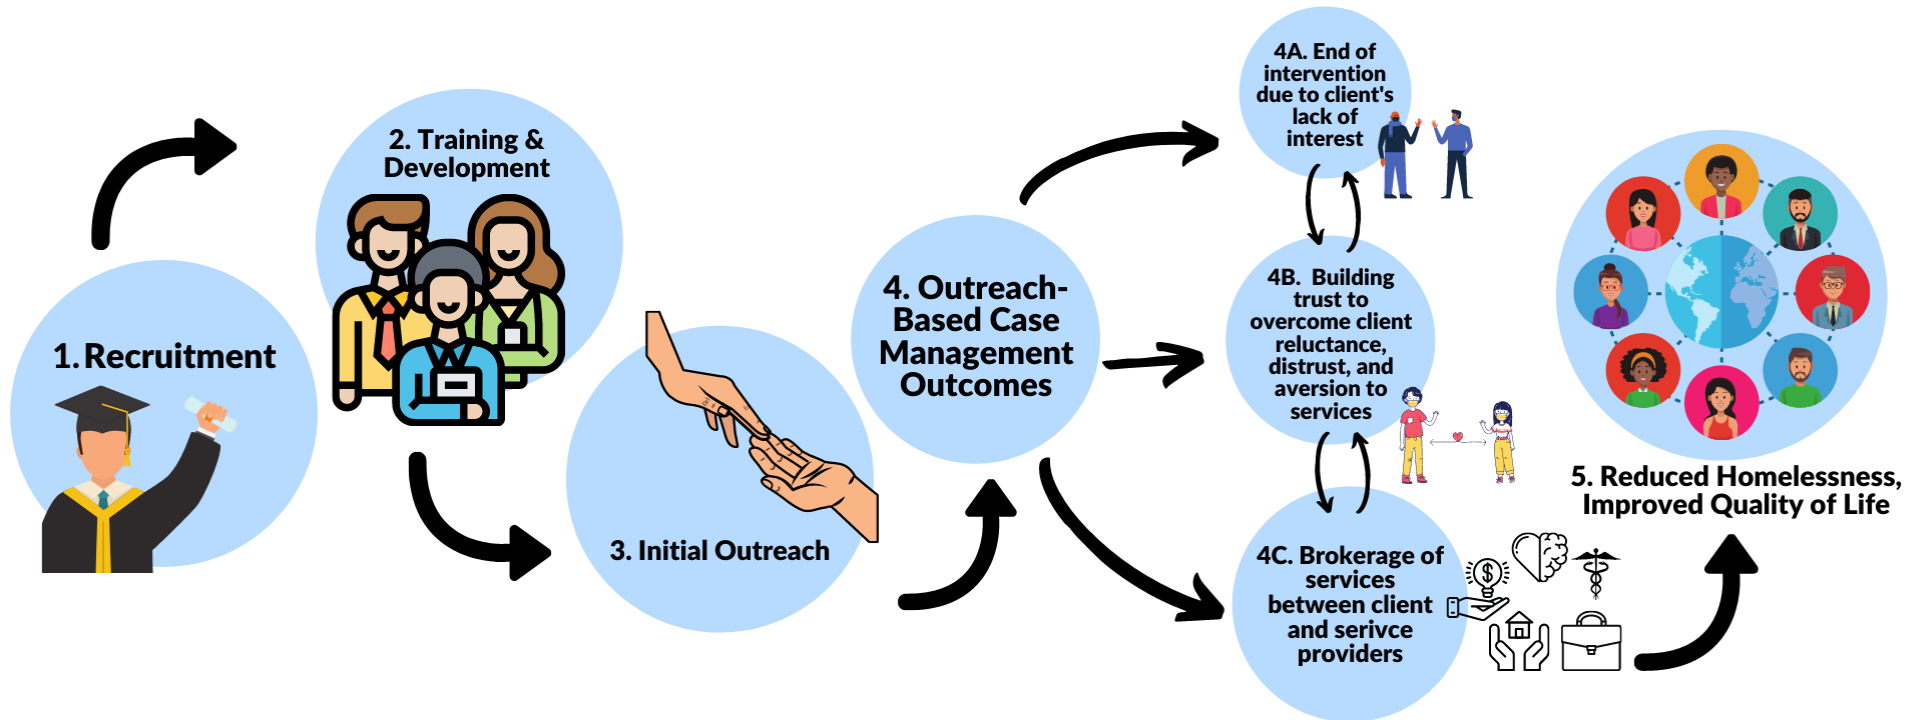 1. Recruitment
2. Training &
Development
3. Initial Outreach
4. Outreach-
Based Case
Management
Outcomes
4A. End of
intervention
due to client's
lack of
interest
4B. Building
trust to
overcome client
reluctance,
distrust, and
aversion to
services
4C. Brokerage of
services
between client
and serivce
providers
5. Reduced Homelessness,
Improved Quality of Life